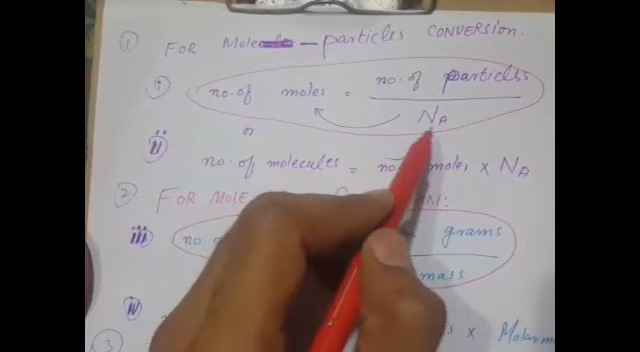 ① FOR Mole – particles CONVERSION.
i) no. of moles = no. of particles / NA
or
ii) no. of molecules = no. moles × NA
② FOR MOLE
iii) no. of grams / mass
iv) × Molarm
③